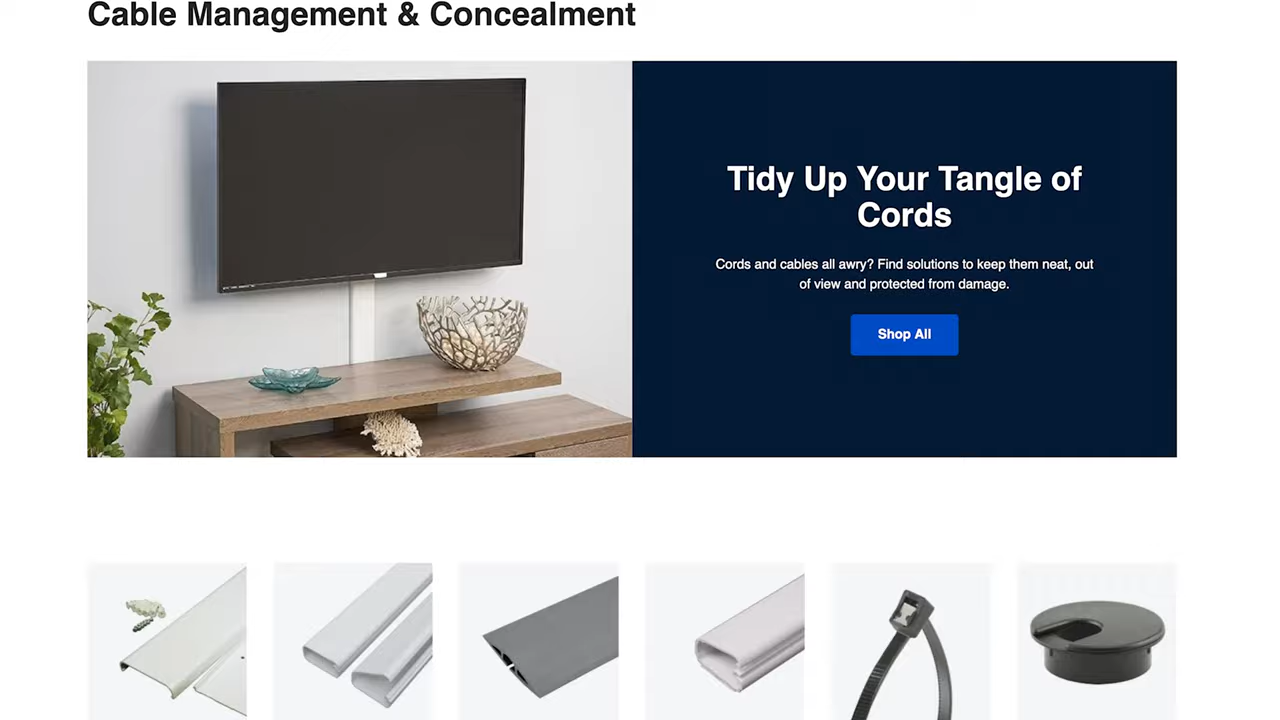 Cable Management & Concealment
Tidy Up Your Tangle of
Cords
Cords and cables all awry? Find solutions to keep them neat, out
of view and protected from damage.
Shop All